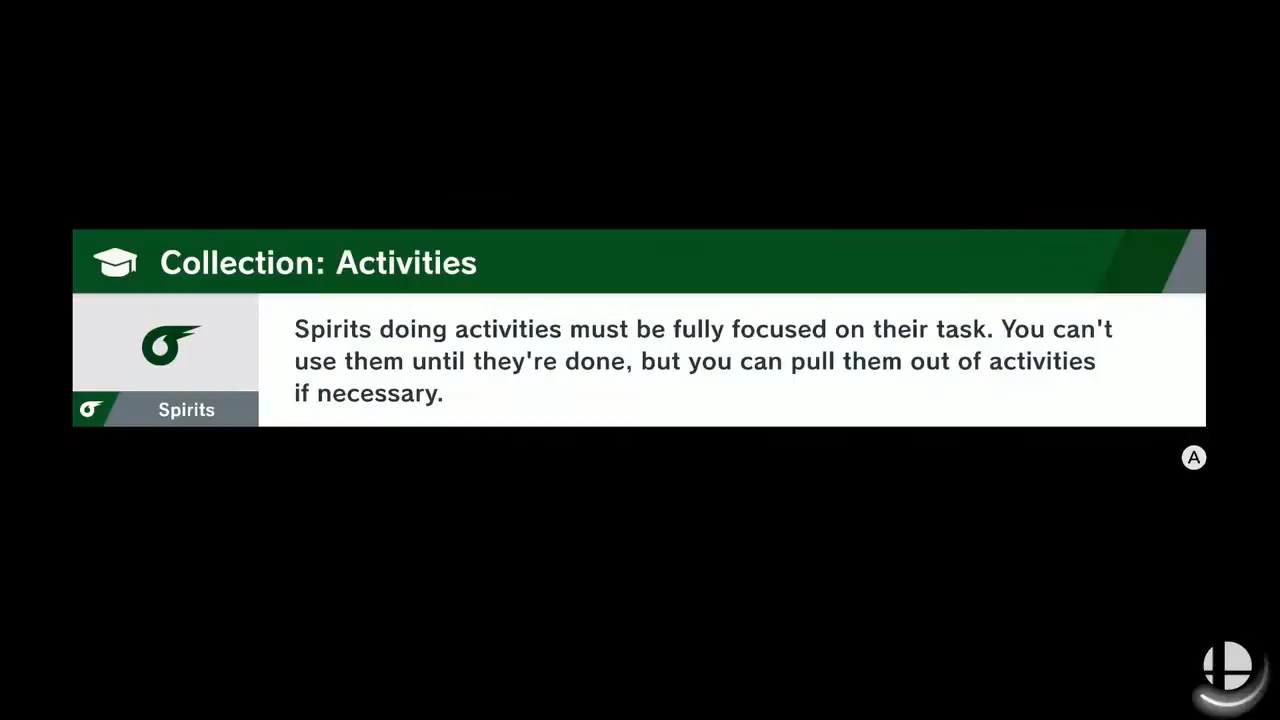 Collection: Activities
Spirits doing activities must be fully focused on their task. You can't
use them until they're done, but you can pull them out of activities
if necessary.
Spirits
A